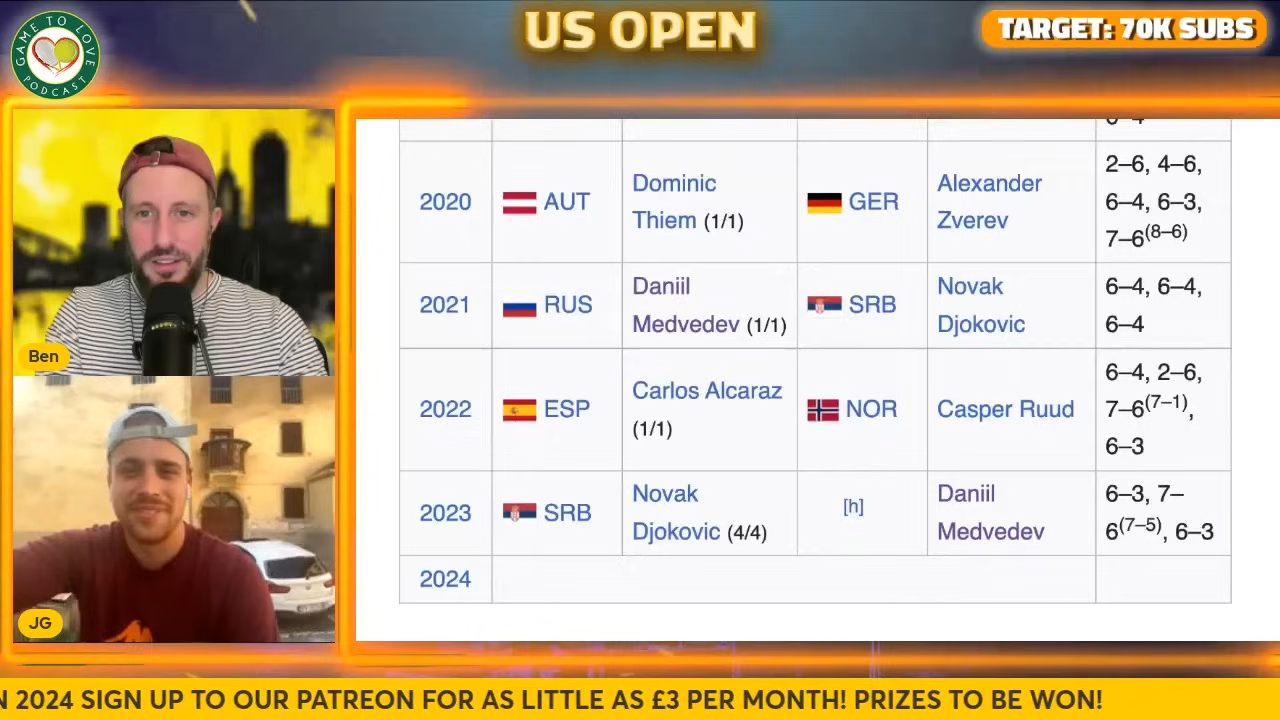 GAME TO LOVE
PODCAST
US OPEN
TARGET: 70K SUBS
2020
AUT
Dominic
Thiem (1/1)
GER
Alexander
Zverev
2–6, 4–6,
6–4, 6–3,
7–6(8–6)
2021
RUS
Daniil
Medvedev (1/1)
SRB
Novak
Djokovic
6–4, 6–4,
6–4
2022
ESP
Carlos Alcaraz
(1/1)
NOR
Casper Ruud
6–4, 2–6,
7–6(7–1),
6–3
2023
SRB
Novak
Djokovic (4/4)
[h]
Daniil
Medvedev
6–3, 7–
6(7–5), 6–3
2024
Ben
JG
N 2024 SIGN UP TO OUR PATREON FOR AS LITTLE AS £3 PER MONTH! PRIZES TO BE WON!